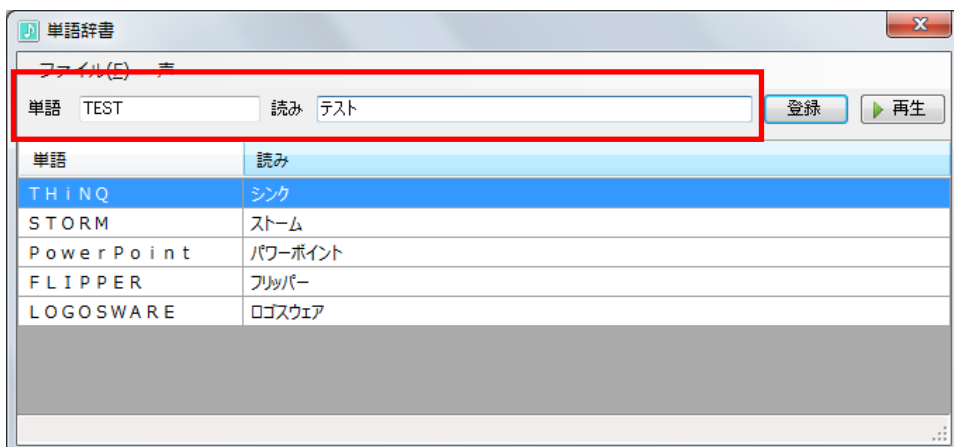 単語辞書
ファイル(F) 声
単語 TEST 読み テスト 登録 再生
単語 読み
ＴＨｉＮＱ シンク
ＳＴＯＲＭ ストーム
ＰｏｗｅｒＰｏｉｎｔ パワーポイント
ＦＬＩＰＰＥＲ フリッパー
ＬＯＧＯＳＷＡＲＥ ロゴスウェア